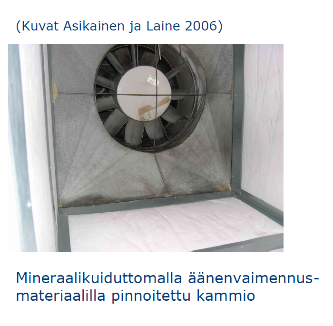 (Kuvat Asikainen ja Laine 2006)
Mineraalikuiduttomalla äänenvaimennus-
materiaalilla pinnoitettu kammio